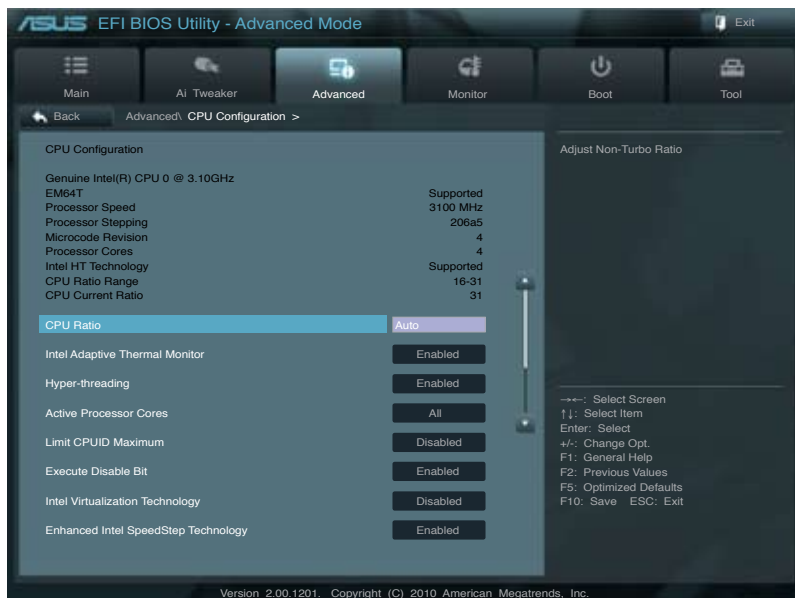 ASUS EFI BIOS Utility - Advanced Mode
Exit
Main
Ai Tweaker
Advanced
Monitor
Boot
Tool
Back Advanced\ CPU Configuration >
CPU Configuration
Genuine Intel(R) CPU 0 @ 3.10GHz
EM64T Supported
Processor Speed 3100 MHz
Processor Stepping 206a5
Microcode Revision 4
Processor Cores 4
Intel HT Technology Supported
CPU Ratio Range 16-31
CPU Current Ratio 31
CPU Ratio Auto
Intel Adaptive Thermal Monitor Enabled
Hyper-threading Enabled
Active Processor Cores All
Limit CPUID Maximum Disabled
Execute Disable Bit Enabled
Intel Virtualization Technology Disabled
Enhanced Intel SpeedStep Technology Enabled
Adjust Non-Turbo Ratio
→←: Select Screen
↑↓: Select Item
Enter: Select
+/-: Change Opt.
F1: General Help
F2: Previous Values
F5: Optimized Defaults
F10: Save ESC: Exit
Version 2.00.1201. Copyright (C) 2010 American Megatrends, Inc.